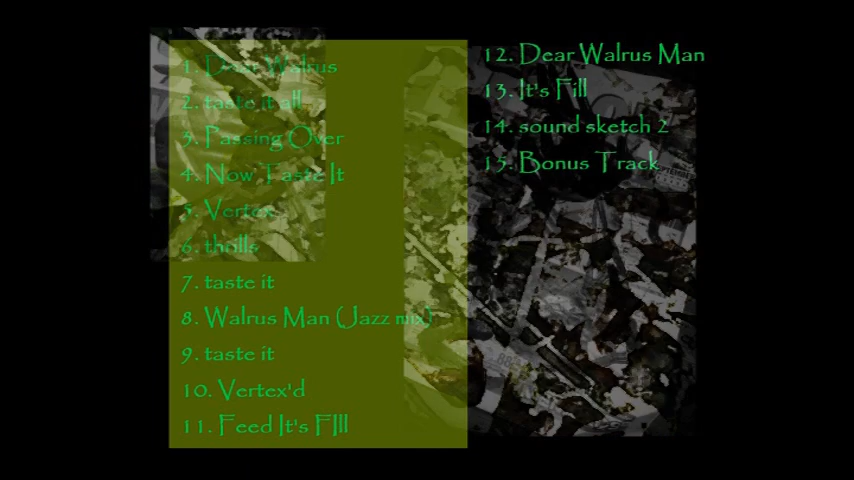 1. Dear Walrus
2. taste it all
3. Passing Over
4. Now Taste It
5. Vertex
6. thrills
7. taste it
8. Walrus Man (Jazz mix)
9. taste it
10. Vertex'd
11. Feed It's FIll
12. Dear Walrus Man
13. It's Fill
14. sound sketch 2
15. Bonus Track